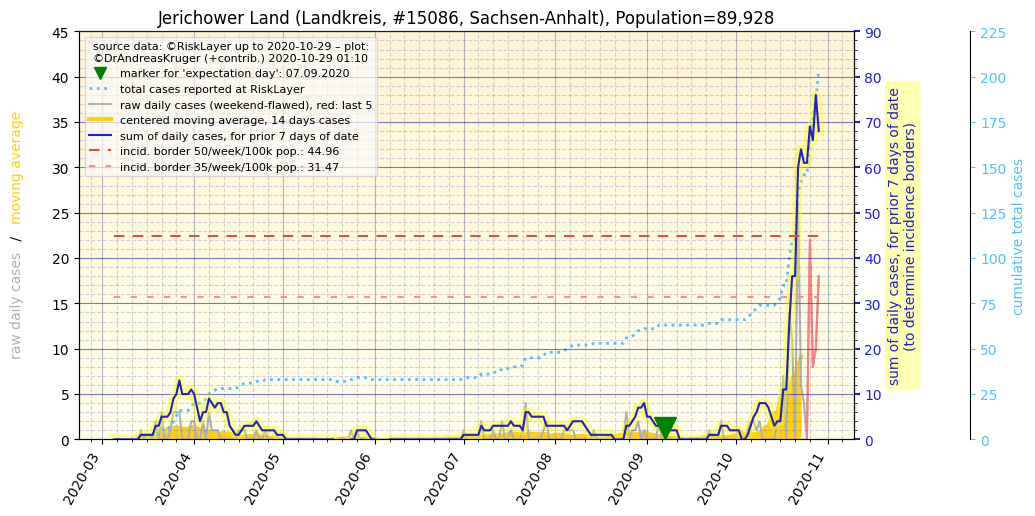 Jerichower Land (Landkreis, #15086, Sachsen-Anhalt), Population=89,928
source data: ©RiskLayer up to 2020-10-29 – plot:
©DrAndreasKruger (+contrib.) 2020-10-29 01:10
marker for 'expectation day': 07.09.2020
total cases reported at RiskLayer
raw daily cases (weekend-flawed), red: last 5
centered moving average, 14 days cases
sum of daily cases, for prior 7 days of date
incid. border 50/week/100k pop.: 44.96
incid. border 35/week/100k pop.: 31.47
raw daily cases / moving average
45
40
35
30
25
20
15
10
5
0
2020-03
2020-04
2020-05
2020-06
2020-07
2020-08
2020-09
2020-10
2020-11
90
80
70
60
50
40
30
20
10
0
sum of daily cases, for prior 7 days of date
(to determine incidence borders)
225
200
175
150
125
100
75
50
25
0
cumulative total cases